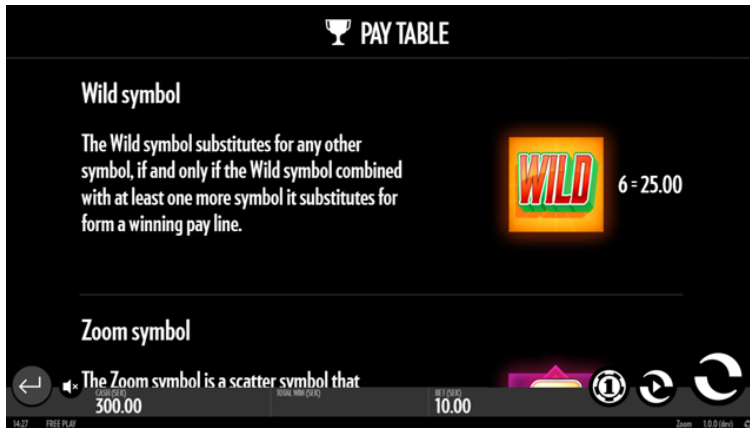 PAY TABLE
Wild symbol
The Wild symbol substitutes for any other
symbol, if and only if the Wild symbol combined
with at least one more symbol it substitutes for
form a winning pay line.
WILD
6 = 25.00
Zoom symbol
The Zoom symbol is a scatter symbol that
CASH (SEK)
300.00
TOTAL WIN (SEK)
BET (SEK)
10.00
1
14:27 FREE PLAY
Zoom 1.0.0 (dev)